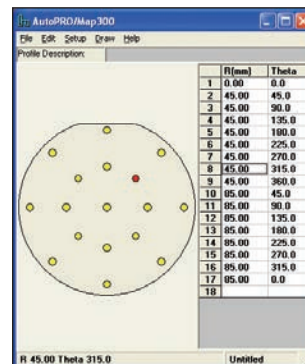 AutoPRO/Map300
File Edit Setup Draw Help
Profile Description:
R(mm) Theta
1 0.00 0.0
2 45.00 45.0
3 45.00 90.0
4 45.00 135.0
5 45.00 180.0
6 45.00 225.0
7 45.00 270.0
8 45.00 315.0
9 45.00 360.0
10 85.00 45.0
11 85.00 90.0
12 85.00 135.0
13 85.00 180.0
14 85.00 225.0
15 85.00 270.0
16 85.00 315.0
17 85.00 0.0
18
R 45.00 Theta 315.0 Untitled